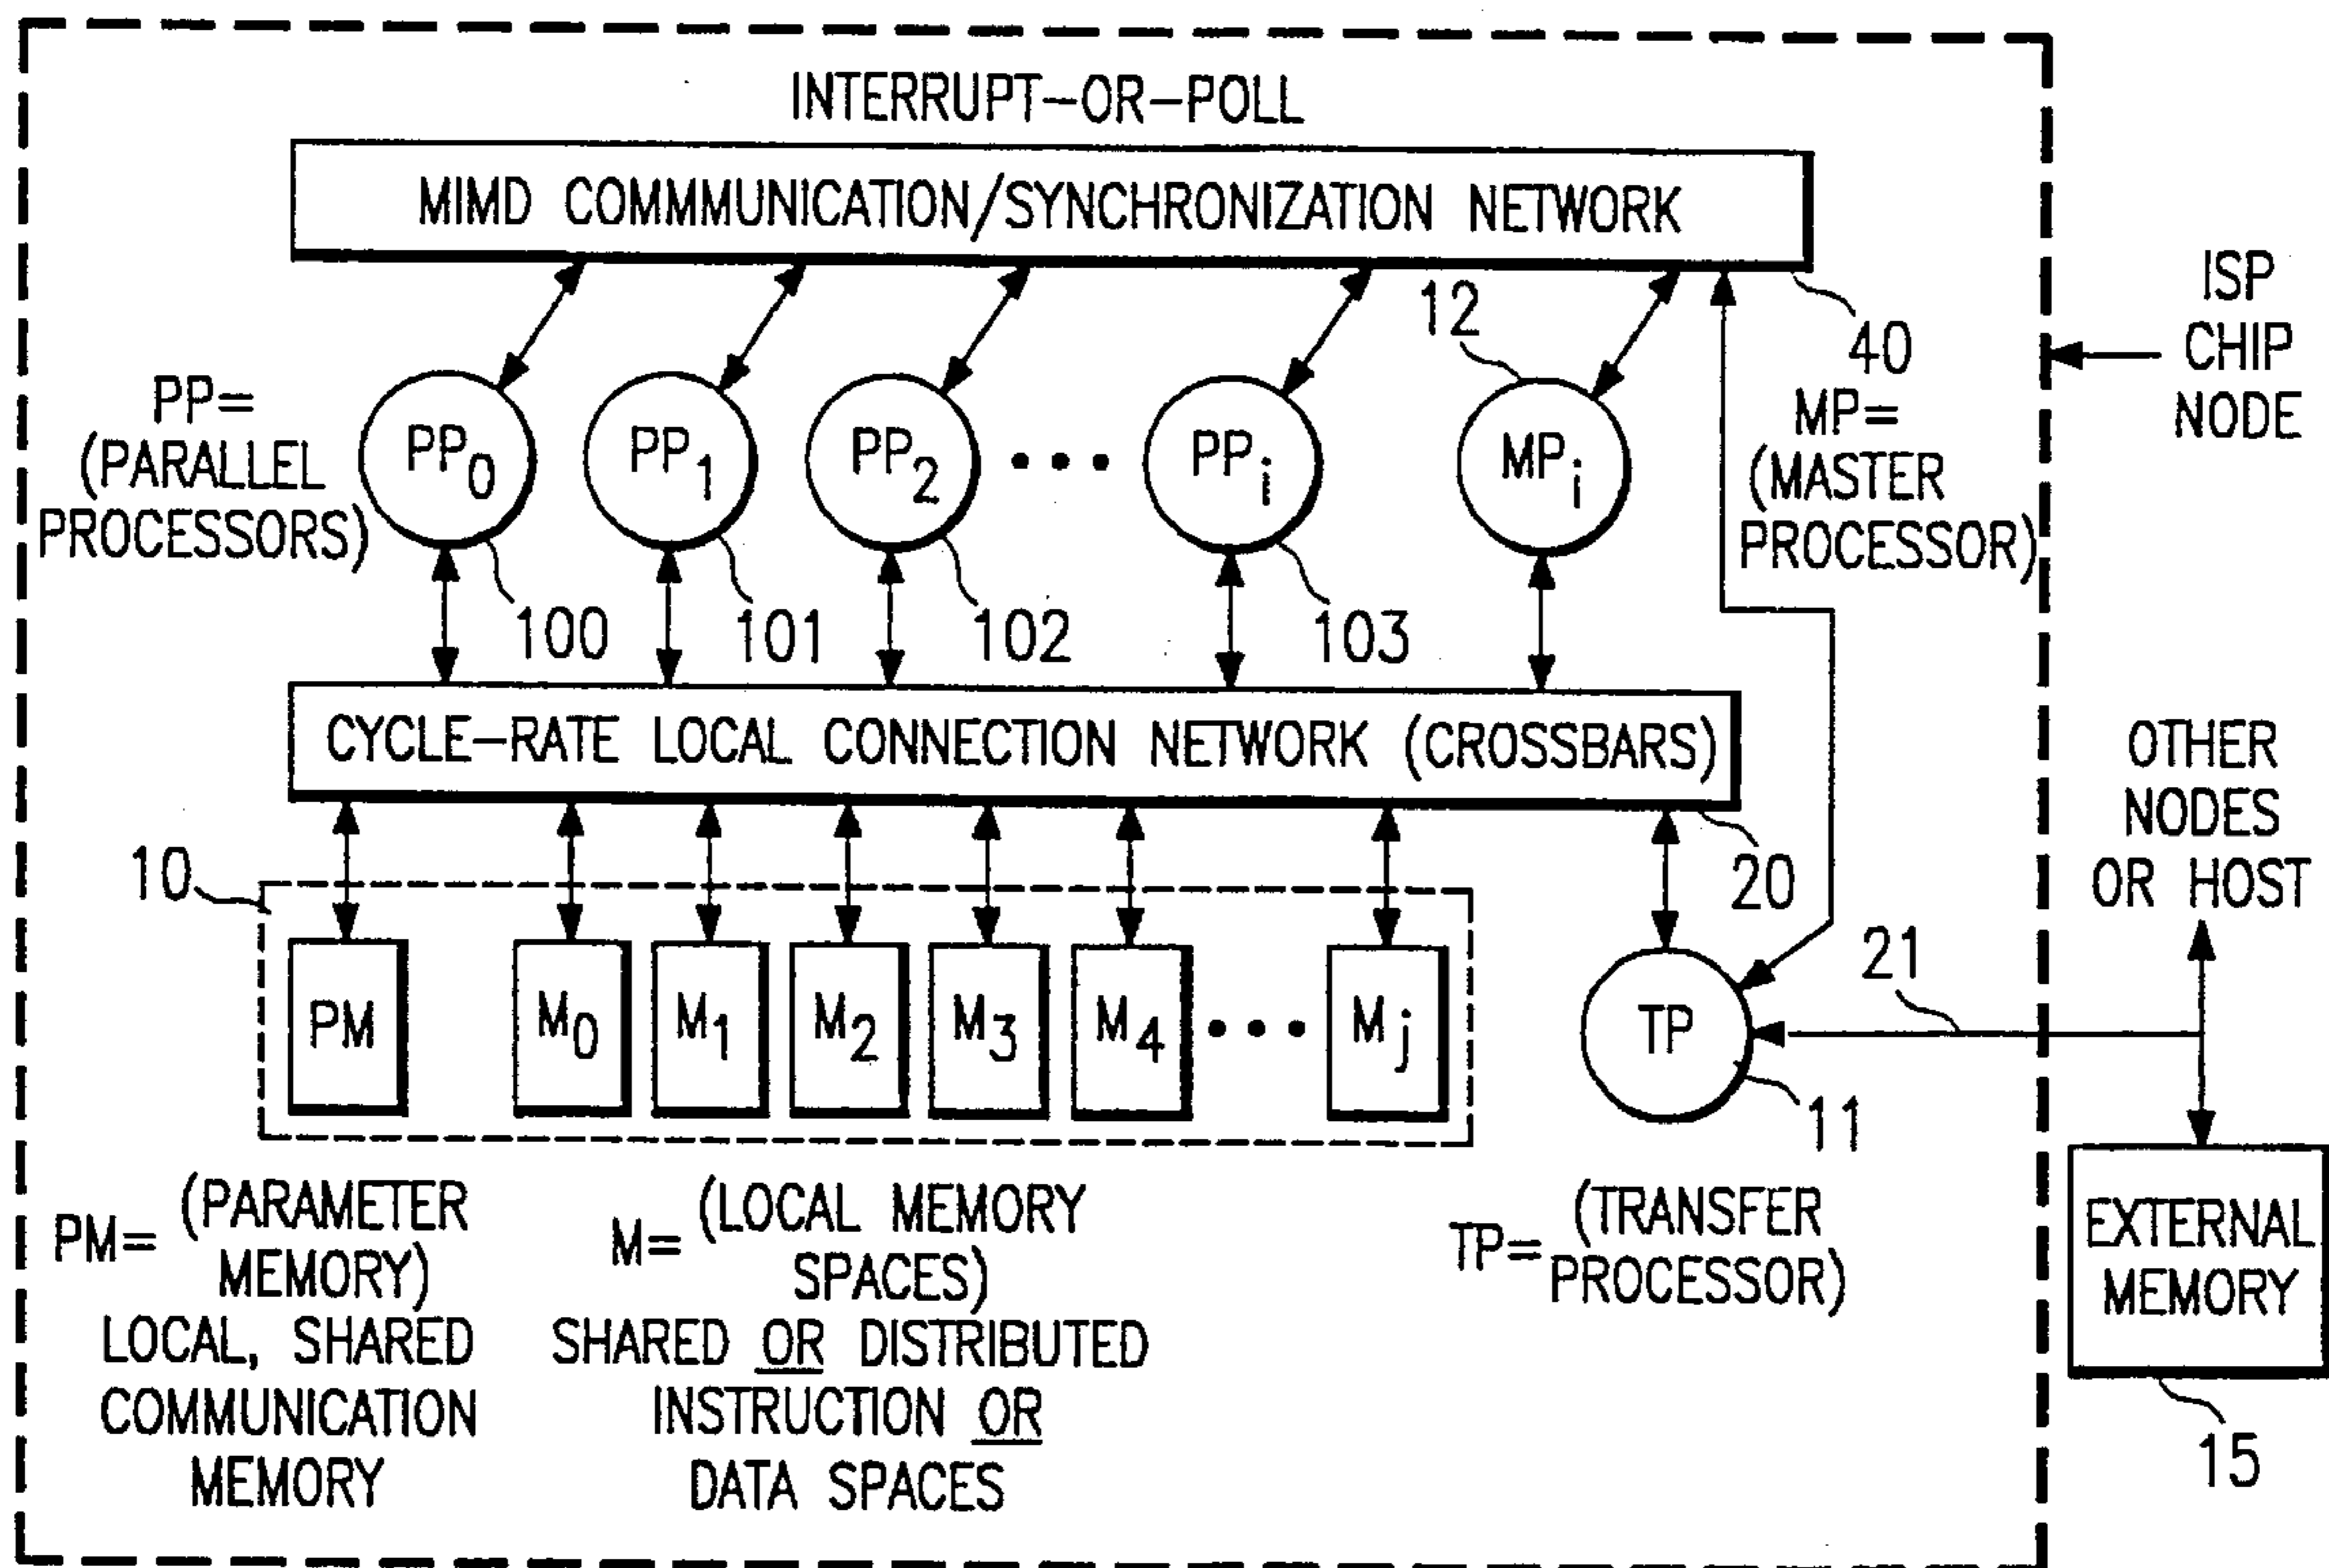 INTERRUPT-OR-POLL
MIMD COMMMUNICATION/SYNCHRONIZATION NETWORK
40
ISP
CHIP
NODE
12
PP=
(PARALLEL
PROCESSORS)
PP0
PP1
PP2
•••
PPi
MPi
MP=
(MASTER
PROCESSOR)
100
101
102
103
CYCLE-RATE LOCAL CONNECTION NETWORK (CROSSBARS)
20
OTHER
NODES
OR HOST
10
PM
M0
M1
M2
M3
M4
•••
Mj
TP
21
11
PM= (PARAMETER
MEMORY)
LOCAL, SHARED
COMMUNICATION
MEMORY
M= (LOCAL MEMORY
SPACES)
SHARED OR DISTRIBUTED
INSTRUCTION OR
DATA SPACES
TP= (TRANSFER
PROCESSOR)
EXTERNAL
MEMORY
15